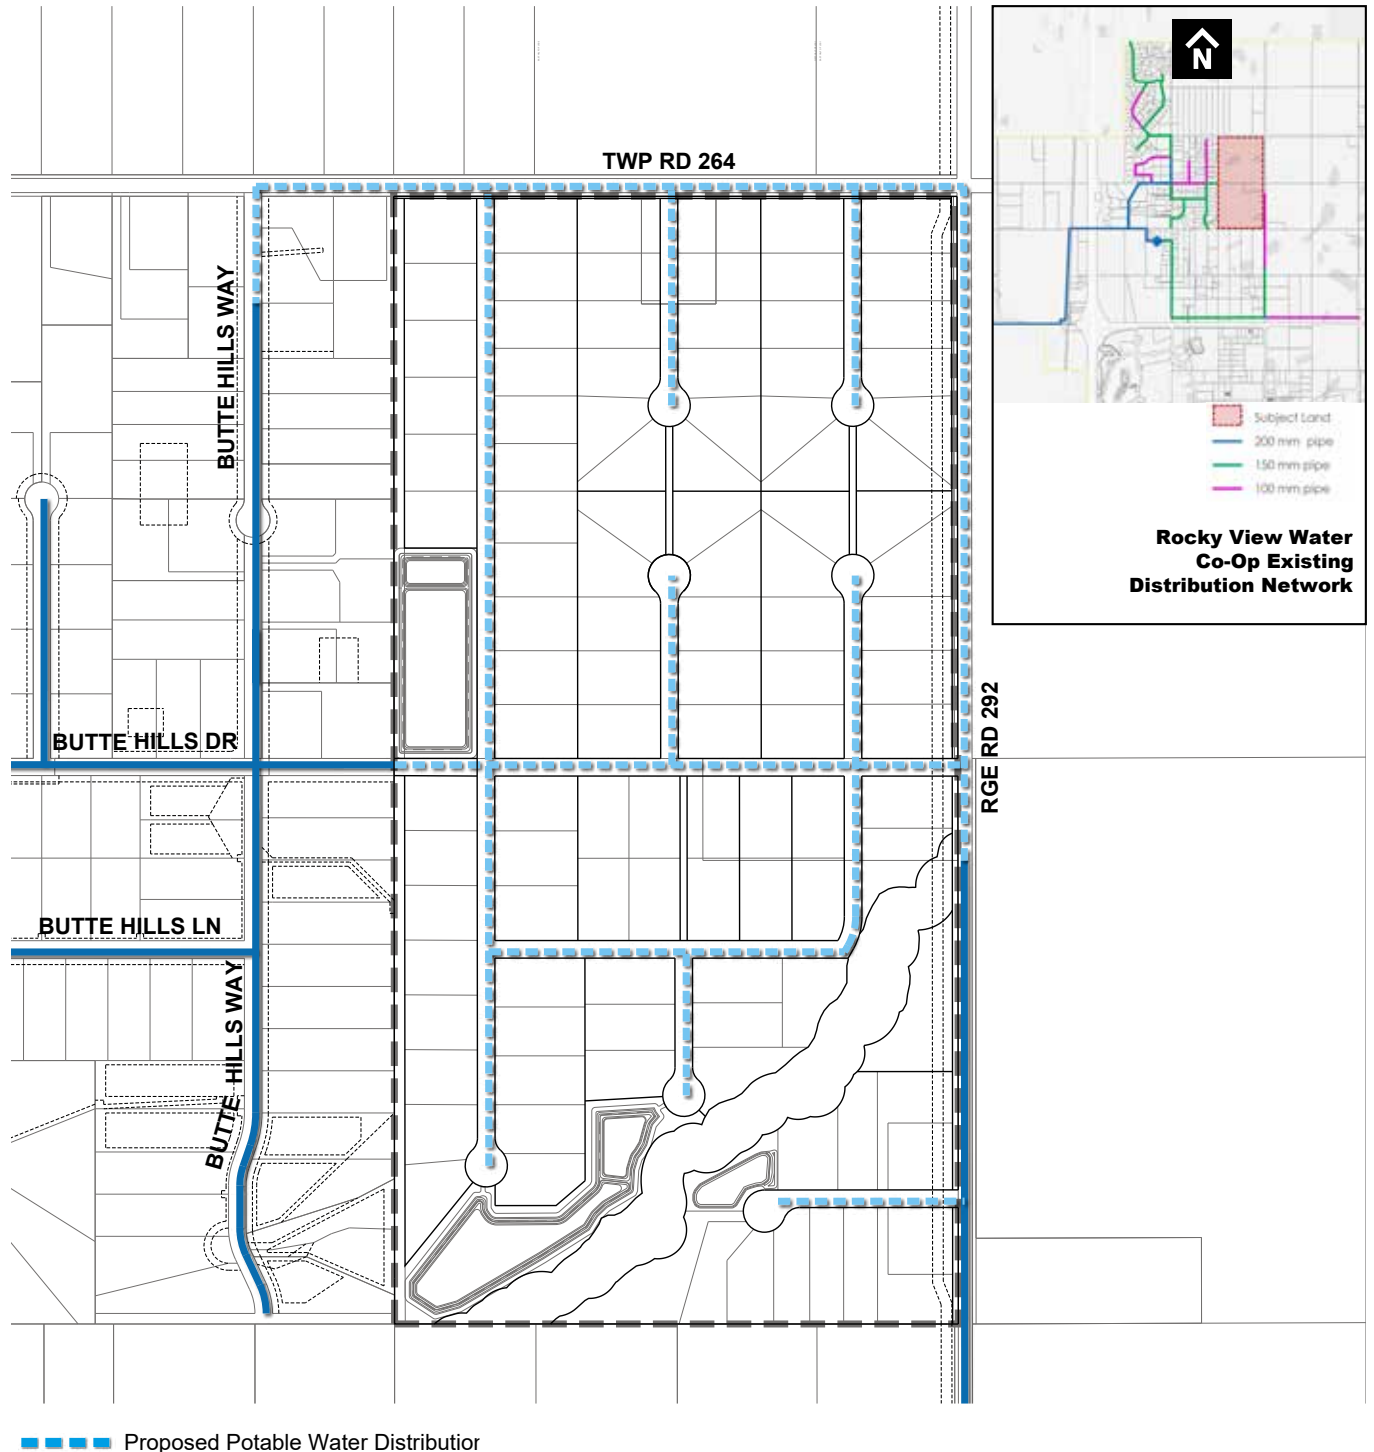 N
TWP RD 264
BUTTE HILLS WAY
Subject Land
200 mm pipe
150 mm pipe
100 mm pipe
Rocky View Water
Co-Op Existing
Distribution Network
RGE RD 292
BUTTE HILLS DR
BUTTE HILLS LN
BUTTE HILLS WAY
Proposed Potable Water Distribution